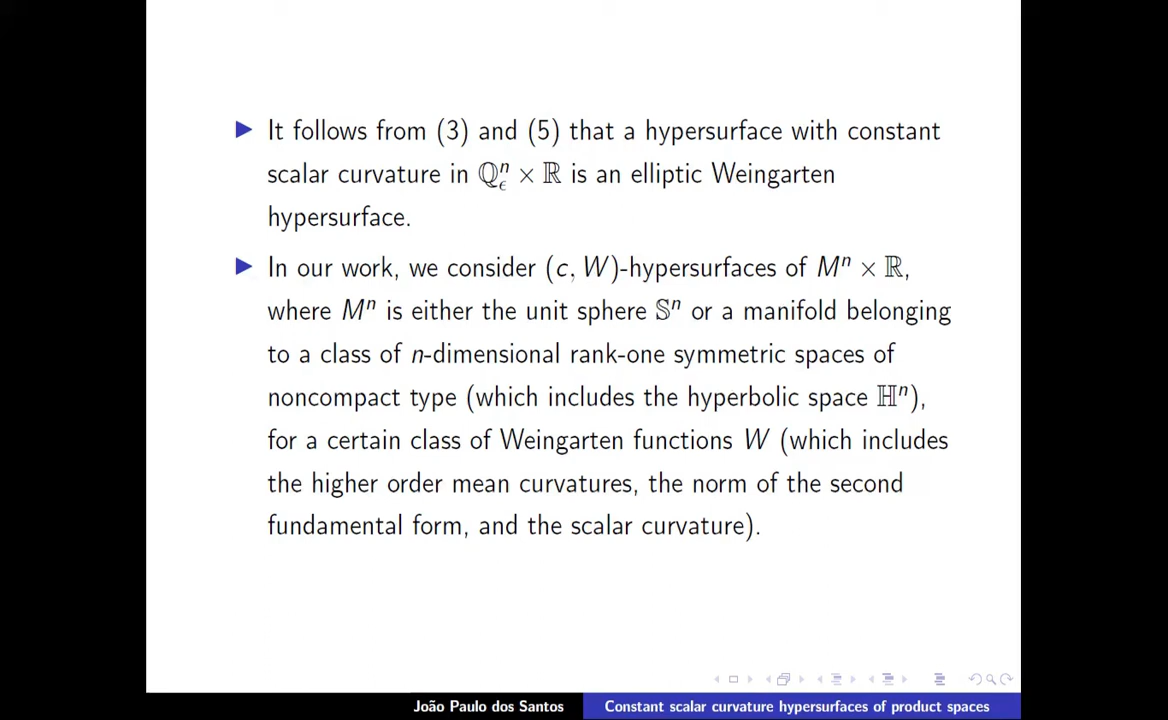 It follows from (3) and (5) that a hypersurface with constant
scalar curvature in ℚⁿ_ϵ × ℝ is an elliptic Weingarten
hypersurface.
In our work, we consider (c, W)-hypersurfaces of Mⁿ × ℝ,
where Mⁿ is either the unit sphere 𝕊ⁿ or a manifold belonging
to a class of n-dimensional rank-one symmetric spaces of
noncompact type (which includes the hyperbolic space ℍⁿ),
for a certain class of Weingarten functions W (which includes
the higher order mean curvatures, the norm of the second
fundamental form, and the scalar curvature).
João Paulo dos Santos
Constant scalar curvature hypersurfaces of product spaces